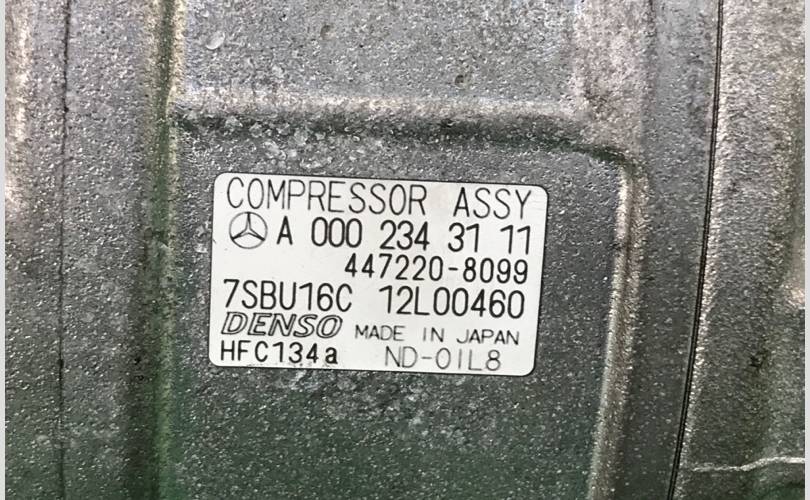 COMPRESSOR ASSY
A 000 234 31 11
447220-8099
7SBU16C 12L00460
DENSO MADE IN JAPAN
HFC134a ND-OIL8